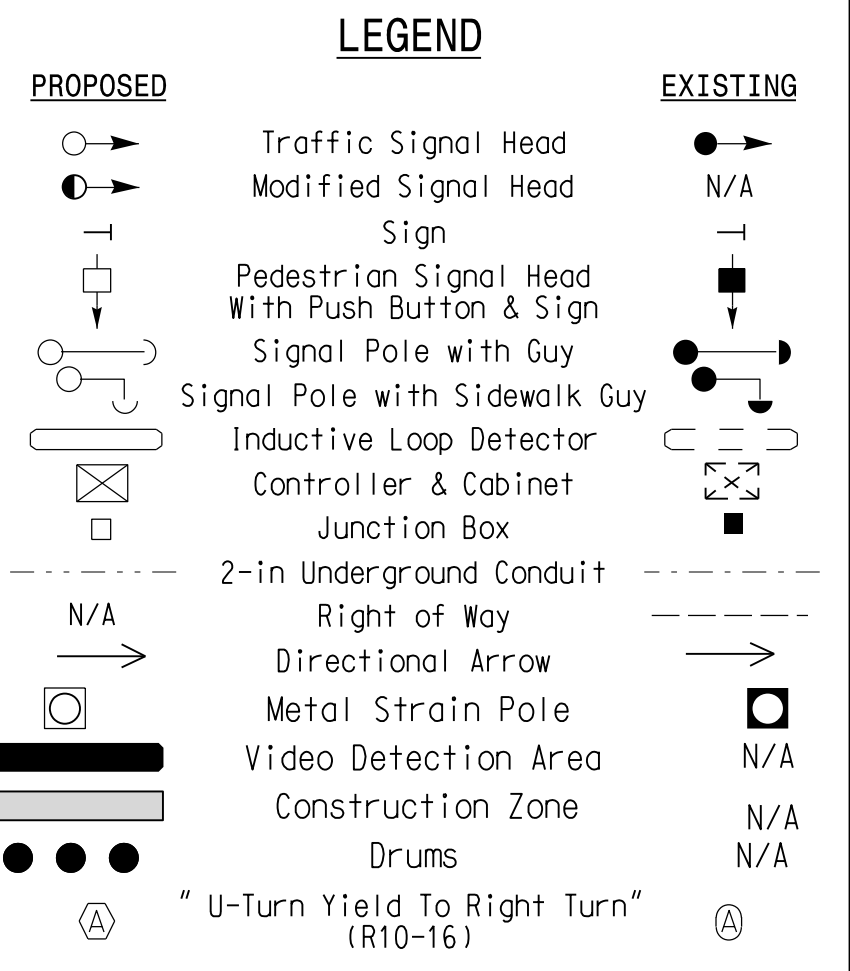 LEGEND
PROPOSED EXISTING
Traffic Signal Head
Modified Signal Head N/A
Sign
Pedestrian Signal Head
With Push Button & Sign
Signal Pole with Guy
Signal Pole with Sidewalk Guy
Inductive Loop Detector
Controller & Cabinet
Junction Box
2-in Underground Conduit
N/A Right of Way
Directional Arrow
Metal Strain Pole
Video Detection Area N/A
Construction Zone N/A
Drums N/A
" U-Turn Yield To Right Turn"
A (R10-16) A